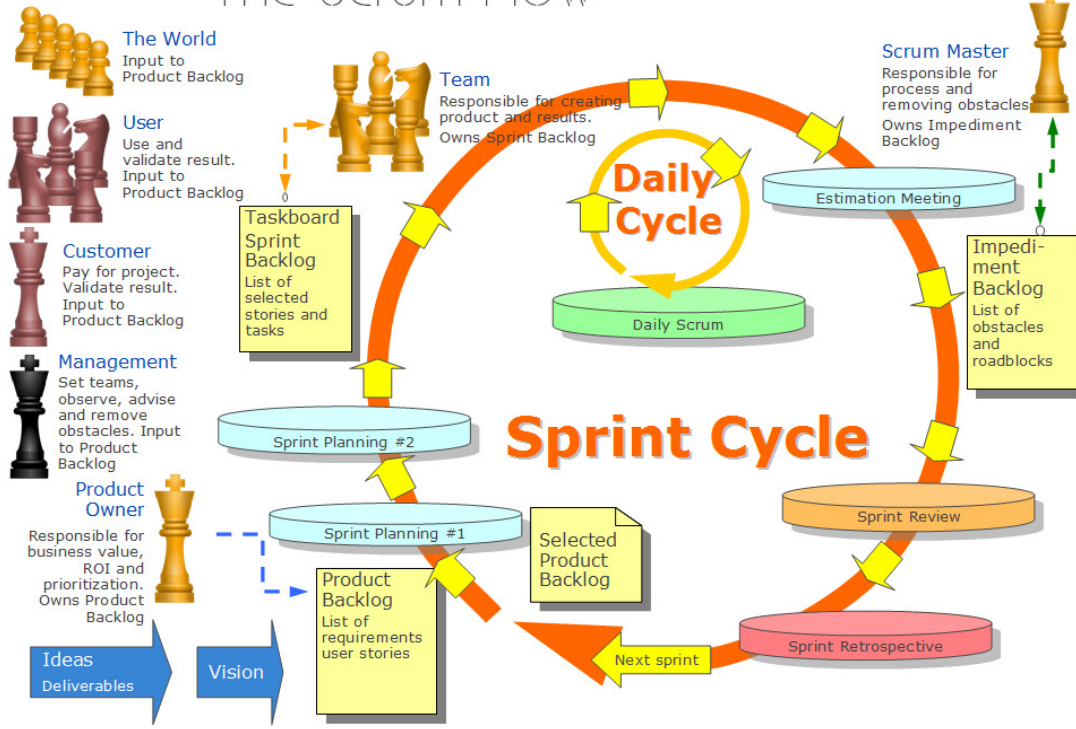 The Scrum Flow
The World
Input to
Product Backlog
User
Use and
validate result.
Input to
Product Backlog
Customer
Pay for project.
Validate result.
Input to
Product Backlog
Management
Set teams,
observe, advise
and remove
obstacles. Input
to Product
Backlog
Product
Owner
Responsible for
business value,
ROI and
prioritization.
Owns Product
Backlog
Ideas
Deliverables
Vision
Product
Backlog
List of
requirements
user stories
Taskboard
Sprint
Backlog
List of
selected
stories and
tasks
Team
Responsible for creating
product and results.
Owns Sprint Backlog
Daily
Cycle
Daily Scrum
Scrum Master
Responsible for
process and
removing obstacles
Owns Impediment
Backlog
Estimation Meeting
Impedi-
ment
Backlog
List of
obstacles
and
roadblocks
Sprint Cycle
Sprint Planning #2
Sprint Planning #1
Selected
Product
Backlog
Sprint Review
Sprint Retrospective
Next sprint